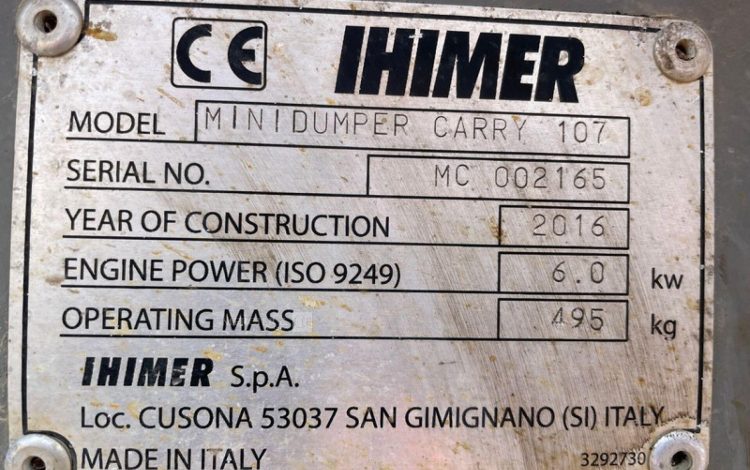 CE IHIMER
MODEL MINIDUMPER CARRY 107
SERIAL NO. MC 002165
YEAR OF CONSTRUCTION 2016
ENGINE POWER (ISO 9249) 6.0 kw
OPERATING MASS 495 kg
IHIMER S.p.A.
Loc. CUSONA 53037 SAN GIMIGNANO (SI) ITALY
MADE IN ITALY 3292730